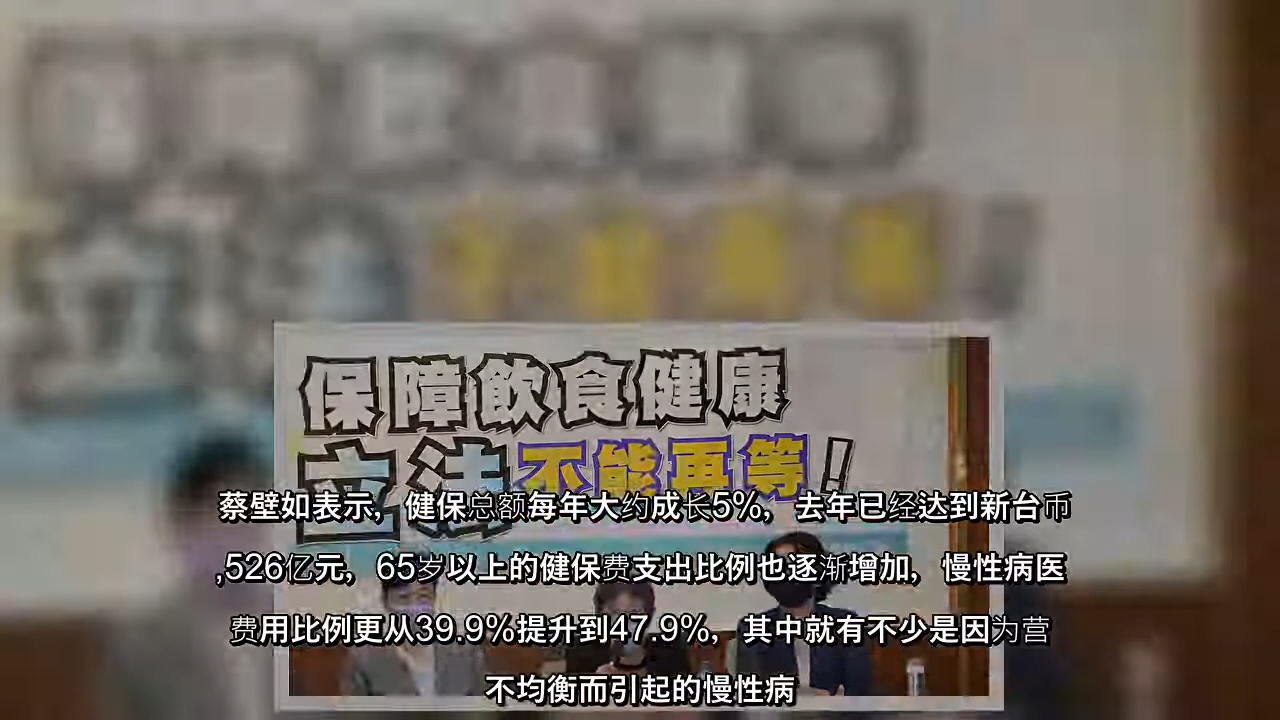 保障飲食健康
立法不能再等!
蔡壁如表示，健保总额每年大约成长5%，去年已经达到新台币
,526亿元，65岁以上的健保费支出比例也逐渐增加，慢性病医
费用比例更从39.9%提升到47.9%，其中就有不少是因为营
不均衡而引起的慢性病